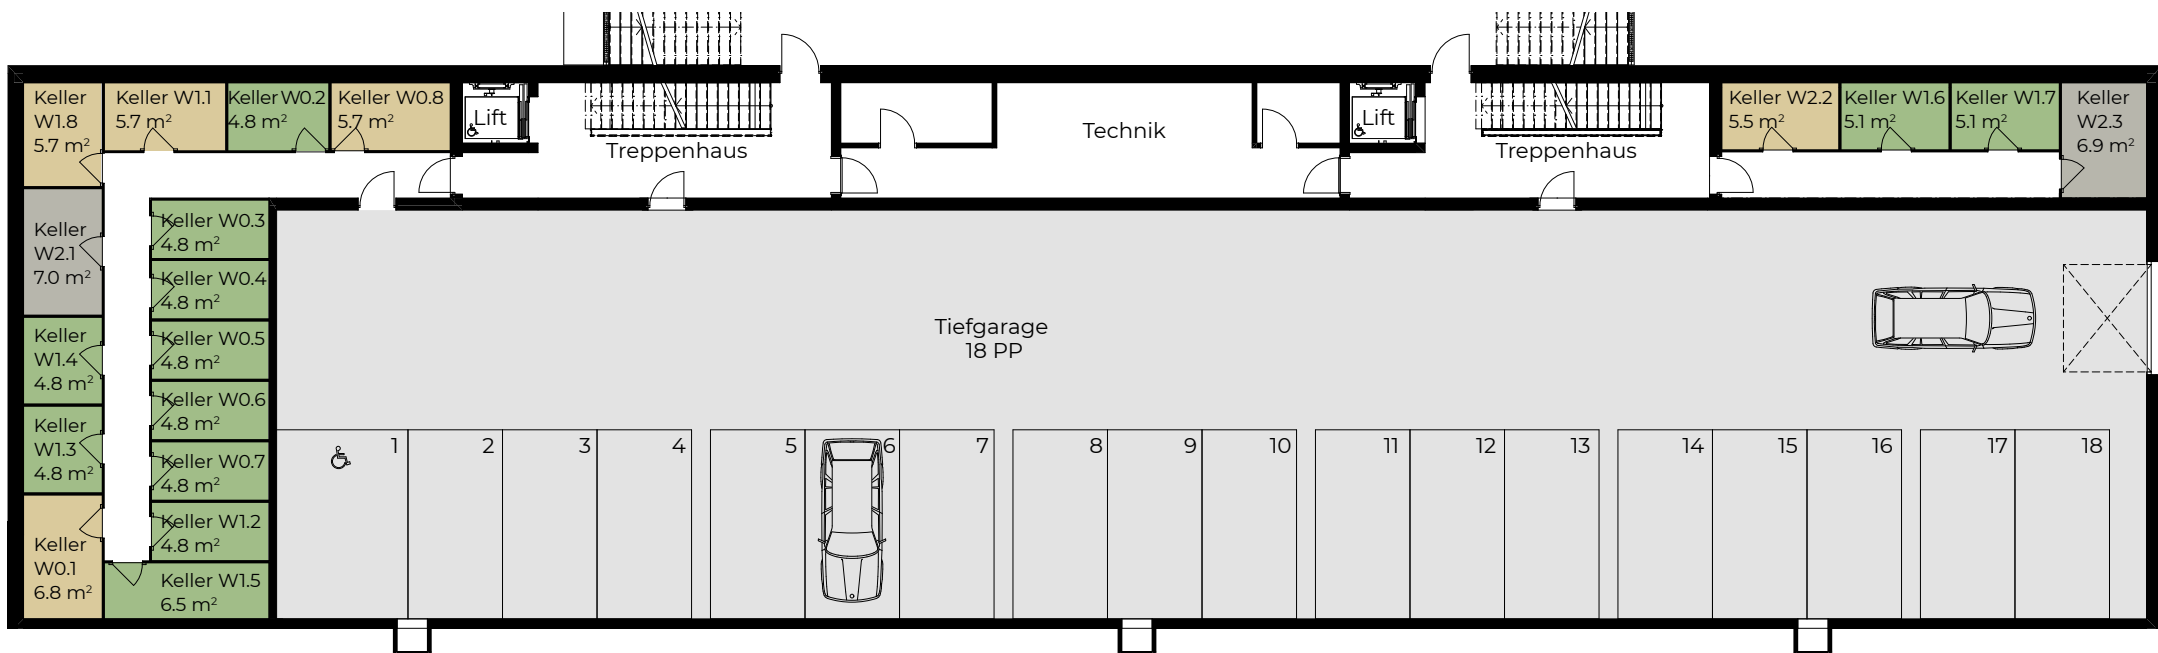 Keller
W1.8
5.7 m²
Keller W1.1
5.7 m²
Keller W0.2
4.8 m²
Keller W0.8
5.7 m²
Lift
Treppenhaus
Technik
Lift
Treppenhaus
Keller W2.2
5.5 m²
Keller W1.6
5.1 m²
Keller W1.7
5.1 m²
Keller
W2.3
6.9 m²
Keller
W2.1
7.0 m²
Keller
W1.4
4.8 m²
Keller
W1.3
4.8 m²
Keller
W0.1
6.8 m²
Keller W0.3
4.8 m²
Keller W0.4
4.8 m²
Keller W0.5
4.8 m²
Keller W0.6
4.8 m²
Keller W0.7
4.8 m²
Keller W1.2
4.8 m²
Keller W1.5
6.5 m²
Tiefgarage
18 PP
1
2
3
4
5
6
7
8
9
10
11
12
13
14
15
16
17
18